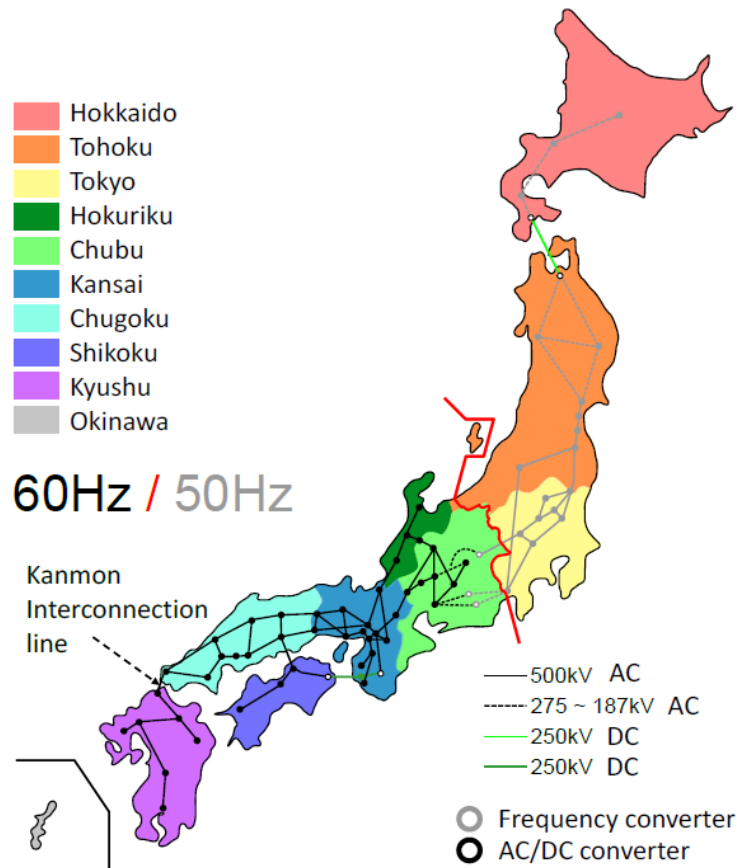 Hokkaido
Tohoku
Tokyo
Hokuriku
Chubu
Kansai
Chugoku
Shikoku
Kyushu
Okinawa
60Hz / 50Hz
Kanmon
Interconnection
line
500kV AC
275 ~ 187kV AC
250kV DC
250kV DC
Frequency converter
AC/DC converter